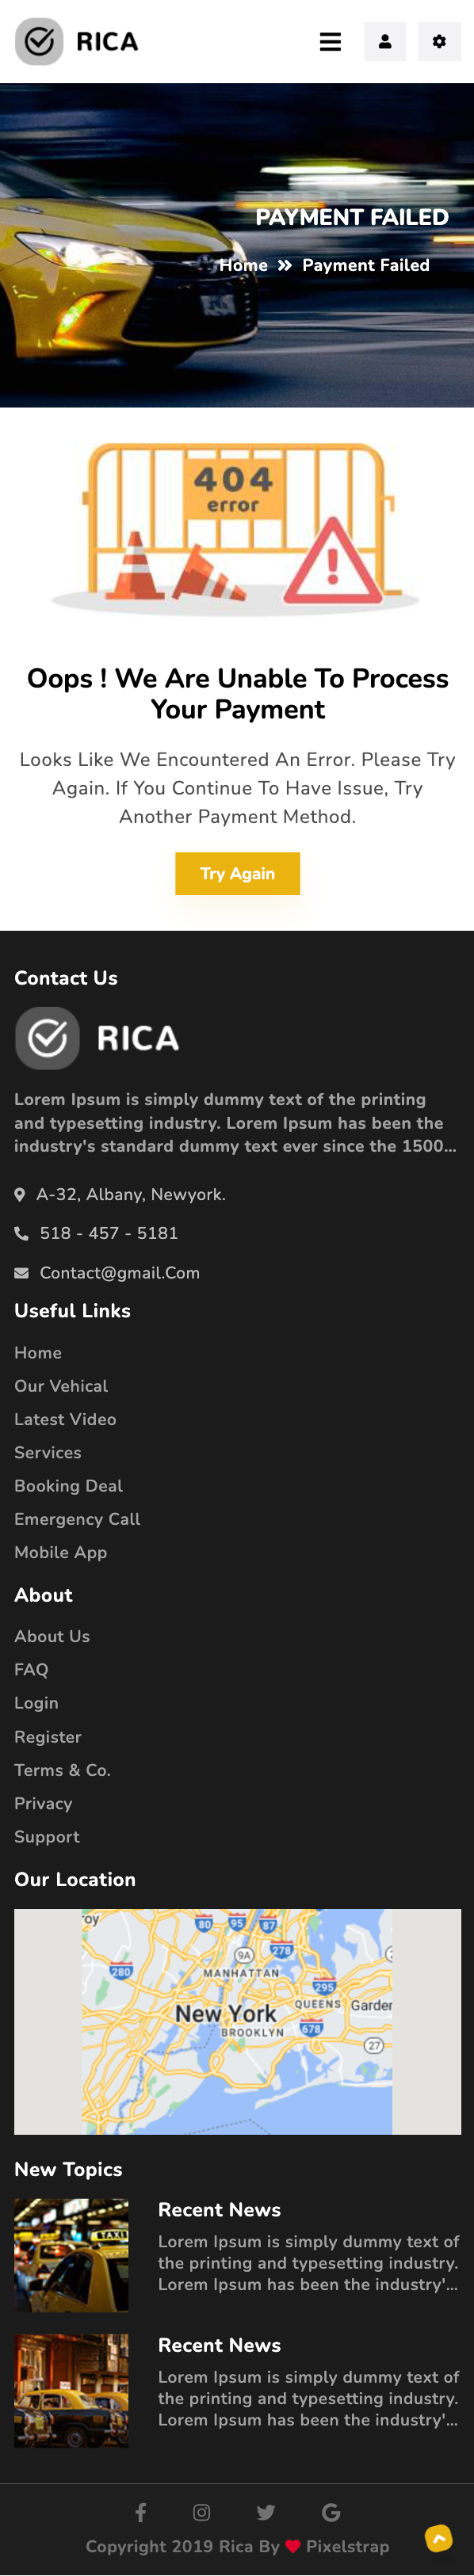 RICA
PAYMENT FAILED
Home » Payment Failed
404
error
Oops ! We Are Unable To Process
Your Payment
Looks Like We Encountered An Error. Please Try
Again. If You Continue To Have Issue, Try
Another Payment Method.
Try Again
Contact Us
RICA
Lorem Ipsum is simply dummy text of the printing
and typesetting industry. Lorem Ipsum has been the
industry's standard dummy text ever since the 1500...
A-32, Albany, Newyork.
518 - 457 - 5181
Contact@gmail.Com
Useful Links
Home
Our Vehical
Latest Video
Services
Booking Deal
Emergency Call
Mobile App
About
About Us
FAQ
Login
Register
Terms & Co.
Privacy
Support
Our Location
roy
80 95 87
9A 278
280 MANHATTAN
295
New York QUEENS Garden
BROOKLYN 678
27
New Topics
TAXI
Recent News
Lorem Ipsum is simply dummy text of
the printing and typesetting industry.
Lorem Ipsum has been the industry'...
Recent News
Lorem Ipsum is simply dummy text of
the printing and typesetting industry.
Lorem Ipsum has been the industry'...
Copyright 2019 Rica By ❤ Pixelstrap